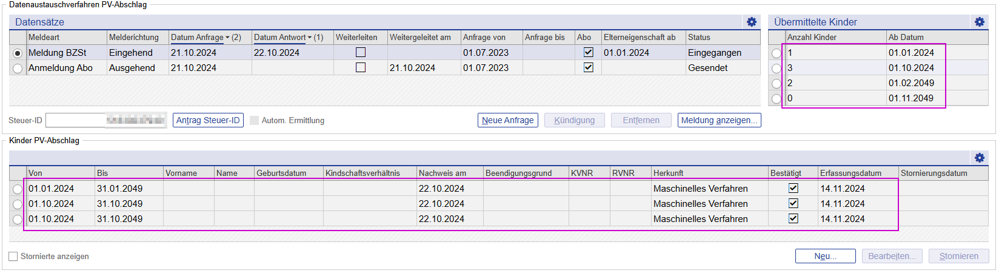 Datenaustauschverfahren PV-Abschlag
Datensätze
Meldeart Melderichtung Datum Anfrage (2) Datum Antwort (1) Weiterleiten Weitergeleitet am Anfrage von Anfrage bis Abo Elterneigenschaft ab Status
Meldung BZSt Eingehend 21.10.2024 22.10.2024 01.07.2023 01.01.2024 Eingegangen
Anmeldung Abo Ausgehend 21.10.2024 21.10.2024 01.07.2023 Gesendet
Übermittelte Kinder
Anzahl Kinder Ab Datum
1 01.01.2024
3 01.10.2024
2 01.02.2049
0 01.11.2049
Steuer-ID Antrag Steuer-ID Autom. Ermittlung Neue Anfrage Kündigung Entfernen Meldung anzeigen...
Kinder PV-Abschlag
Von Bis Vorname Name Geburtsdatum Kindschaftsverhältnis Nachweis am Beendigungsgrund KVNR RVNR Herkunft Bestätigt Erfassungsdatum Stornierungsdatum
01.01.2024 31.01.2049 22.10.2024 Maschinelles Verfahren 14.11.2024
01.10.2024 31.10.2049 22.10.2024 Maschinelles Verfahren 14.11.2024
01.10.2024 31.10.2049 22.10.2024 Maschinelles Verfahren 14.11.2024
Stornierte anzeigen Neu... Bearbeiten... Stornieren